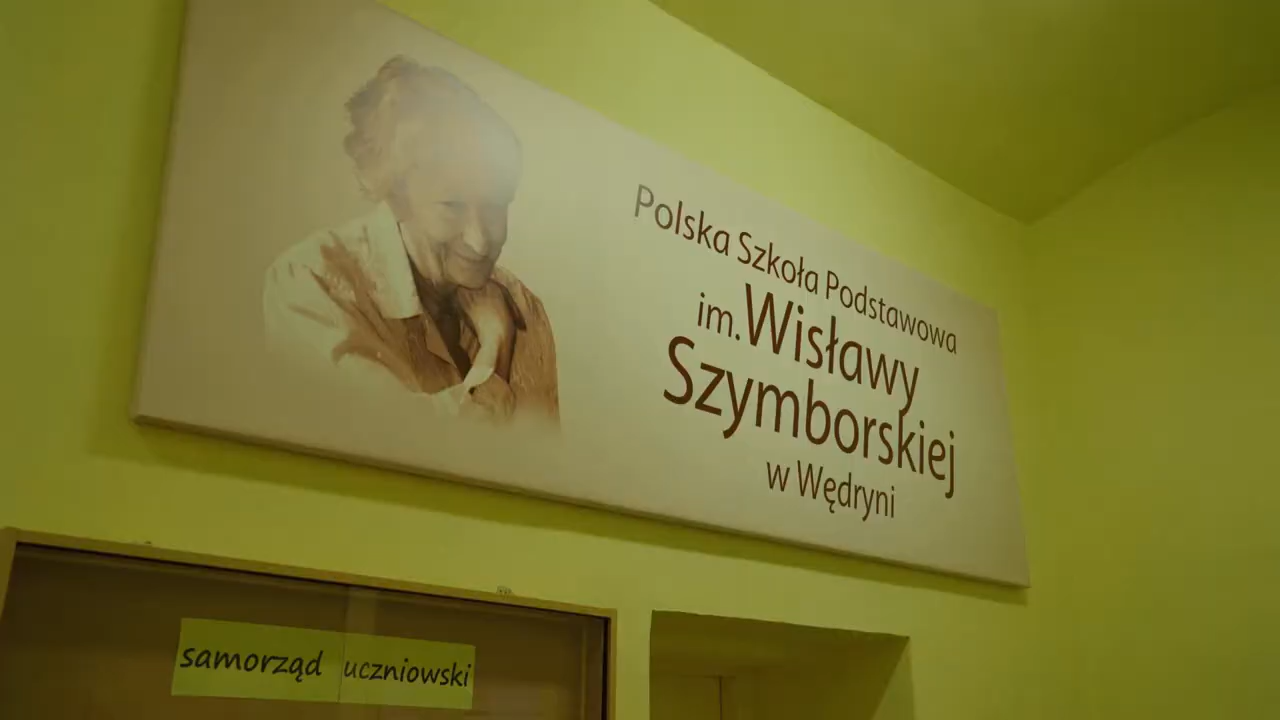 Polska Szkoła Podstawowa
im.Wisławy
Szymborskiej
w Wędryni
samorząd uczniowski